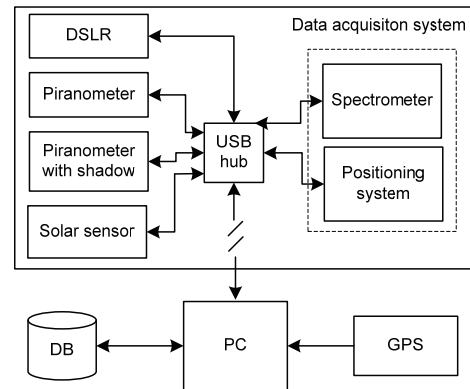 Data acquisiton system
DSLR
Piranometer
Piranometer
with shadow
Solar sensor
USB
hub
Spectrometer
Positioning
system
DB
PC
GPS